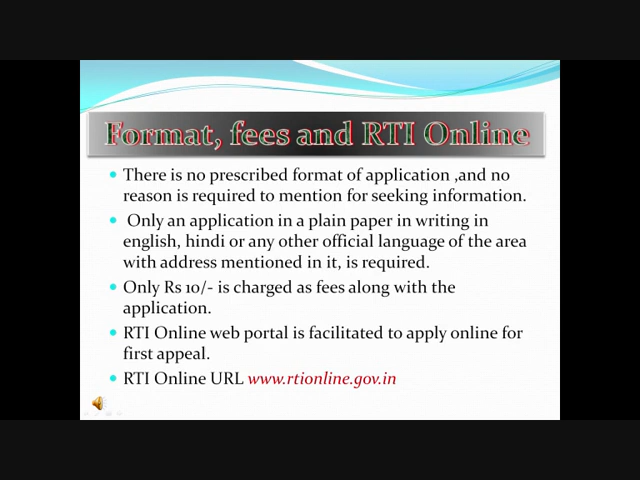 Format, fees and RTI Online
• There is no prescribed format of application ,and no
reason is required to mention for seeking information.
• Only an application in a plain paper in writing in
english, hindi or any other official language of the area
with address mentioned in it, is required.
• Only Rs 10/- is charged as fees along with the
application.
• RTI Online web portal is facilitated to apply online for
first appeal.
• RTI Online URL www.rtionline.gov.in